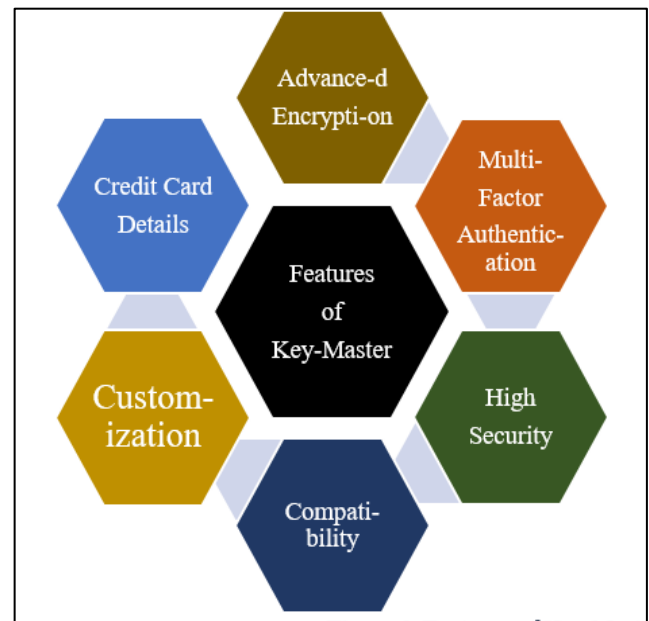 Advance-d
Encrypti-on
Credit Card
Details
Multi-
Factor
Authentic-
ation
Features
of
Key-Master
Custom-
ization
High
Security
Compati-
bility